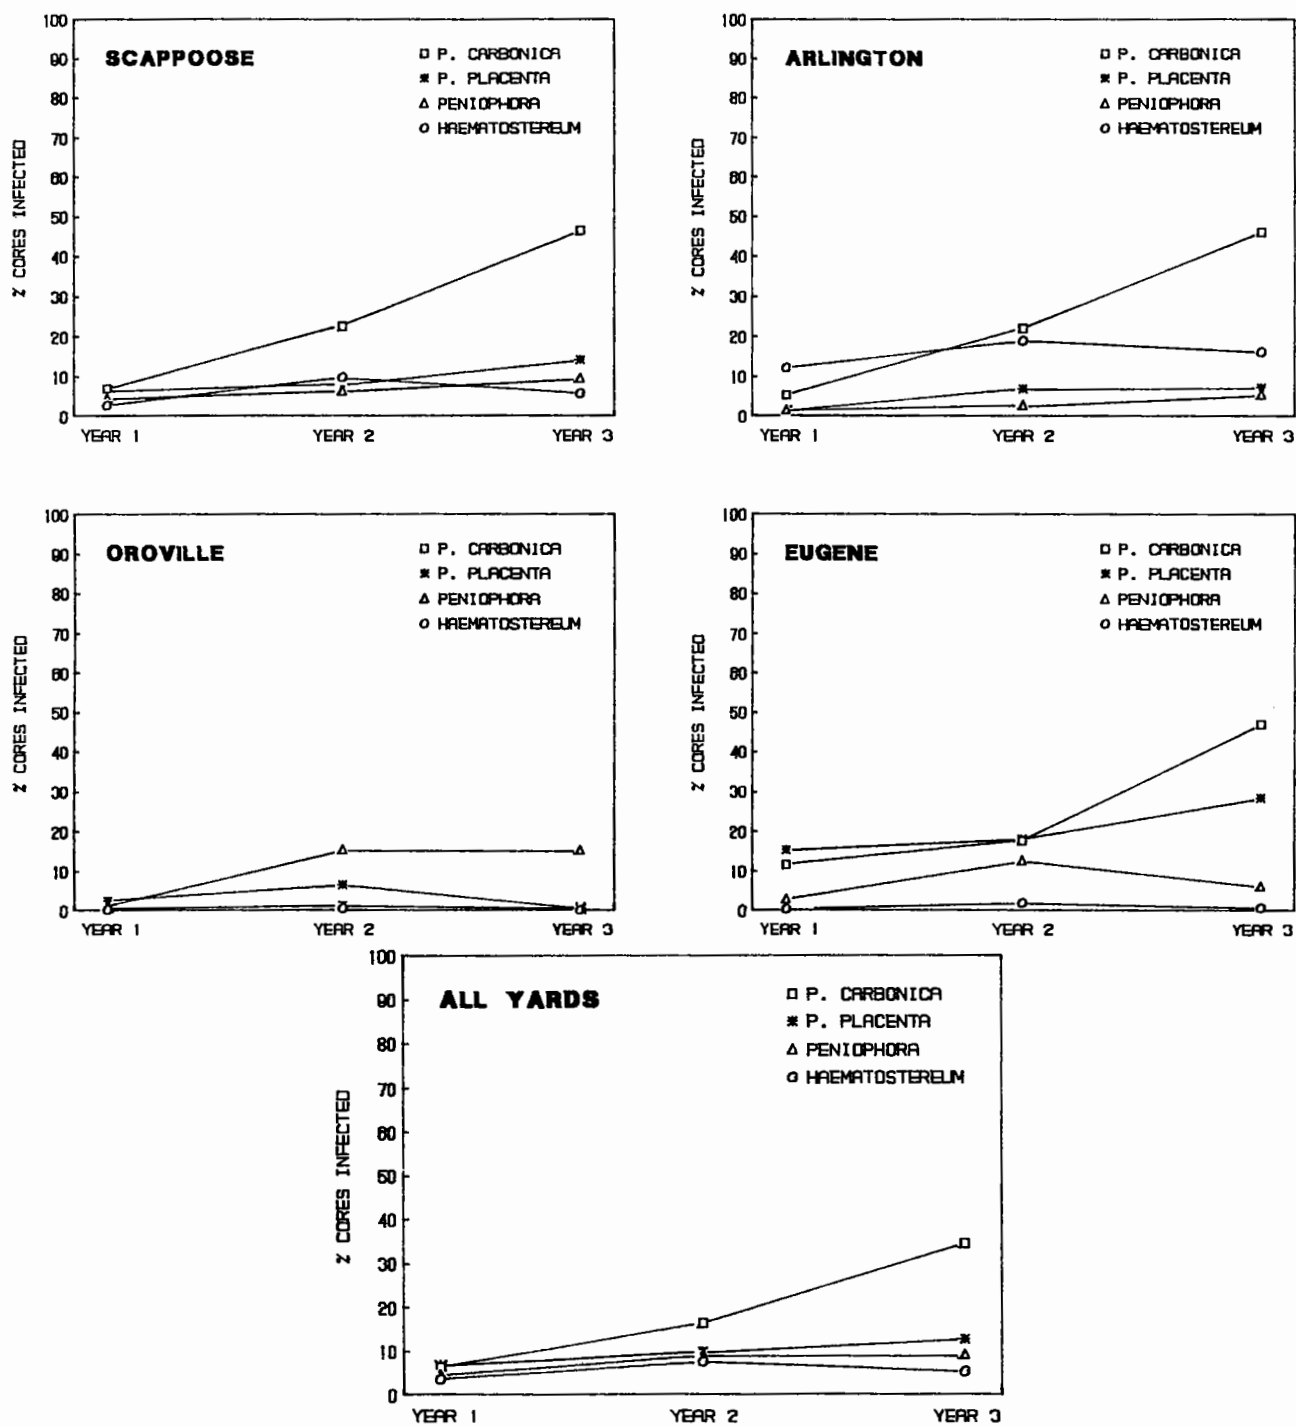 SCAPPOOSE
P. CARBONICA
P. PLACENTA
PENIOPHORA
HAEMATOSTEREUM
% CORES INFECTED
100
90
80
70
60
50
40
30
20
10
0
YEAR 1 YEAR 2 YEAR 3
ARLINGTON
P. CARBONICA
P. PLACENTA
PENIOPHORA
HAEMATOSTEREUM
% CORES INFECTED
100
90
80
70
60
50
40
30
20
10
0
YEAR 1 YEAR 2 YEAR 3
OROVILLE
P. CARBONICA
P. PLACENTA
PENIOPHORA
HAEMATOSTEREUM
% CORES INFECTED
100
90
80
70
60
50
40
30
20
10
0
YEAR 1 YEAR 2 YEAR 3
EUGENE
P. CARBONICA
P. PLACENTA
PENIOPHORA
HAEMATOSTEREUM
% CORES INFECTED
100
90
80
70
60
50
40
30
20
10
0
YEAR 1 YEAR 2 YEAR 3
ALL YARDS
P. CARBONICA
P. PLACENTA
PENIOPHORA
HAEMATOSTEREUM
% CORES INFECTED
100
90
80
70
60
50
40
30
20
10
0
YEAR 1 YEAR 2 YEAR 3